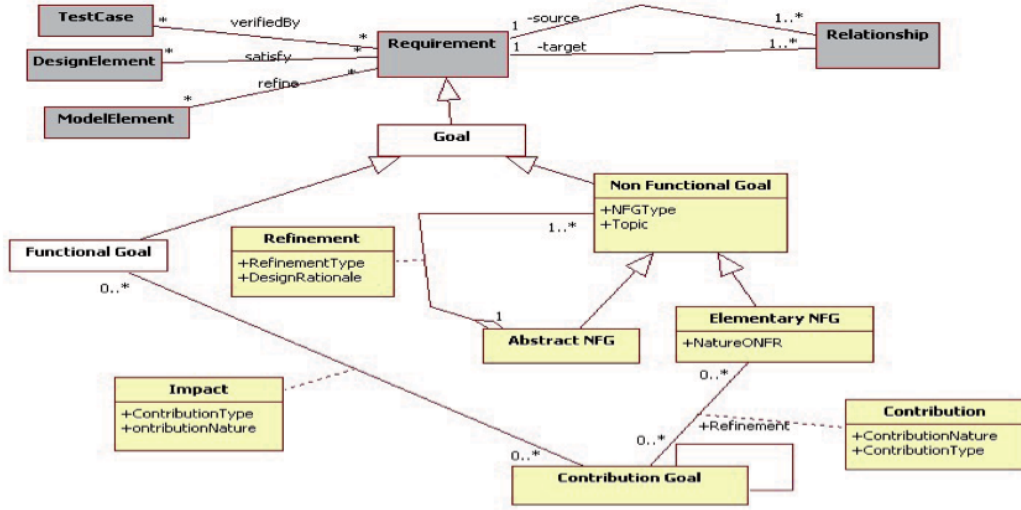 TestCase
*
verifiedBy
*
DesignElement
*
satisfy
*
refine
*
*
ModelElement
Requirement
1
-source
1..*
1
-target
1..*
Relationship
Goal
Non Functional Goal
+NFGType
+Topic
Functional Goal
0..*
Refinement
+RefinementType
+DesignRationale
1..*
1
Abstract NFG
Elementary NFG
+NatureONFR
0..*
Impact
+ContributionType
+ontributionNature
+Refinement
Contribution
+ContributionNature
+ContributionType
0..*
0..*
Contribution Goal